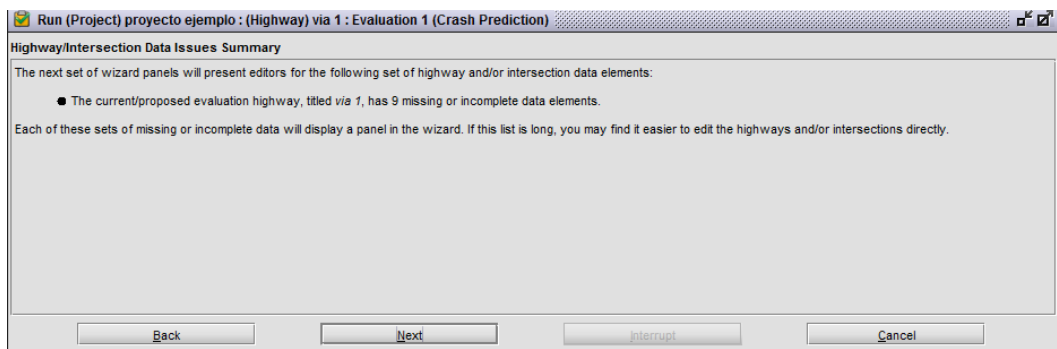 Run (Project) proyecto ejemplo : (Highway) via 1 : Evaluation 1 (Crash Prediction)
Highway/Intersection Data Issues Summary
The next set of wizard panels will present editors for the following set of highway and/or intersection data elements:
● The current/proposed evaluation highway, titled via 1, has 9 missing or incomplete data elements.
Each of these sets of missing or incomplete data will display a panel in the wizard. If this list is long, you may find it easier to edit the highways and/or intersections directly.
Back Next Interrupt Cancel